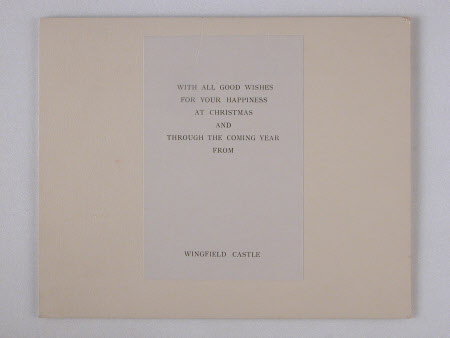 WITH ALL GOOD WISHES
FOR YOUR HAPPINESS
AT CHRISTMAS
AND
THROUGH THE COMING YEAR
FROM
WINGFIELD CASTLE